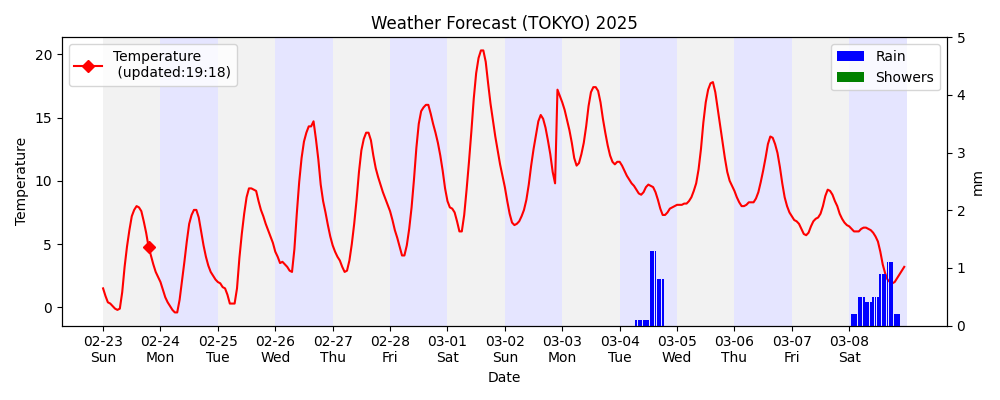 Weather Forecast (TOKYO) 2025
Temperature
(updated:19:18)
Rain
Showers
20
15
10
5
0
Temperature
5
4
3
2
1
0
mm
02-23 02-24 02-25 02-26 02-27 02-28 03-01 03-02 03-03 03-04 03-05 03-06 03-07 03-08
Sun Mon Tue Wed Thu Fri Sat Sun Mon Tue Wed Thu Fri Sat
Date